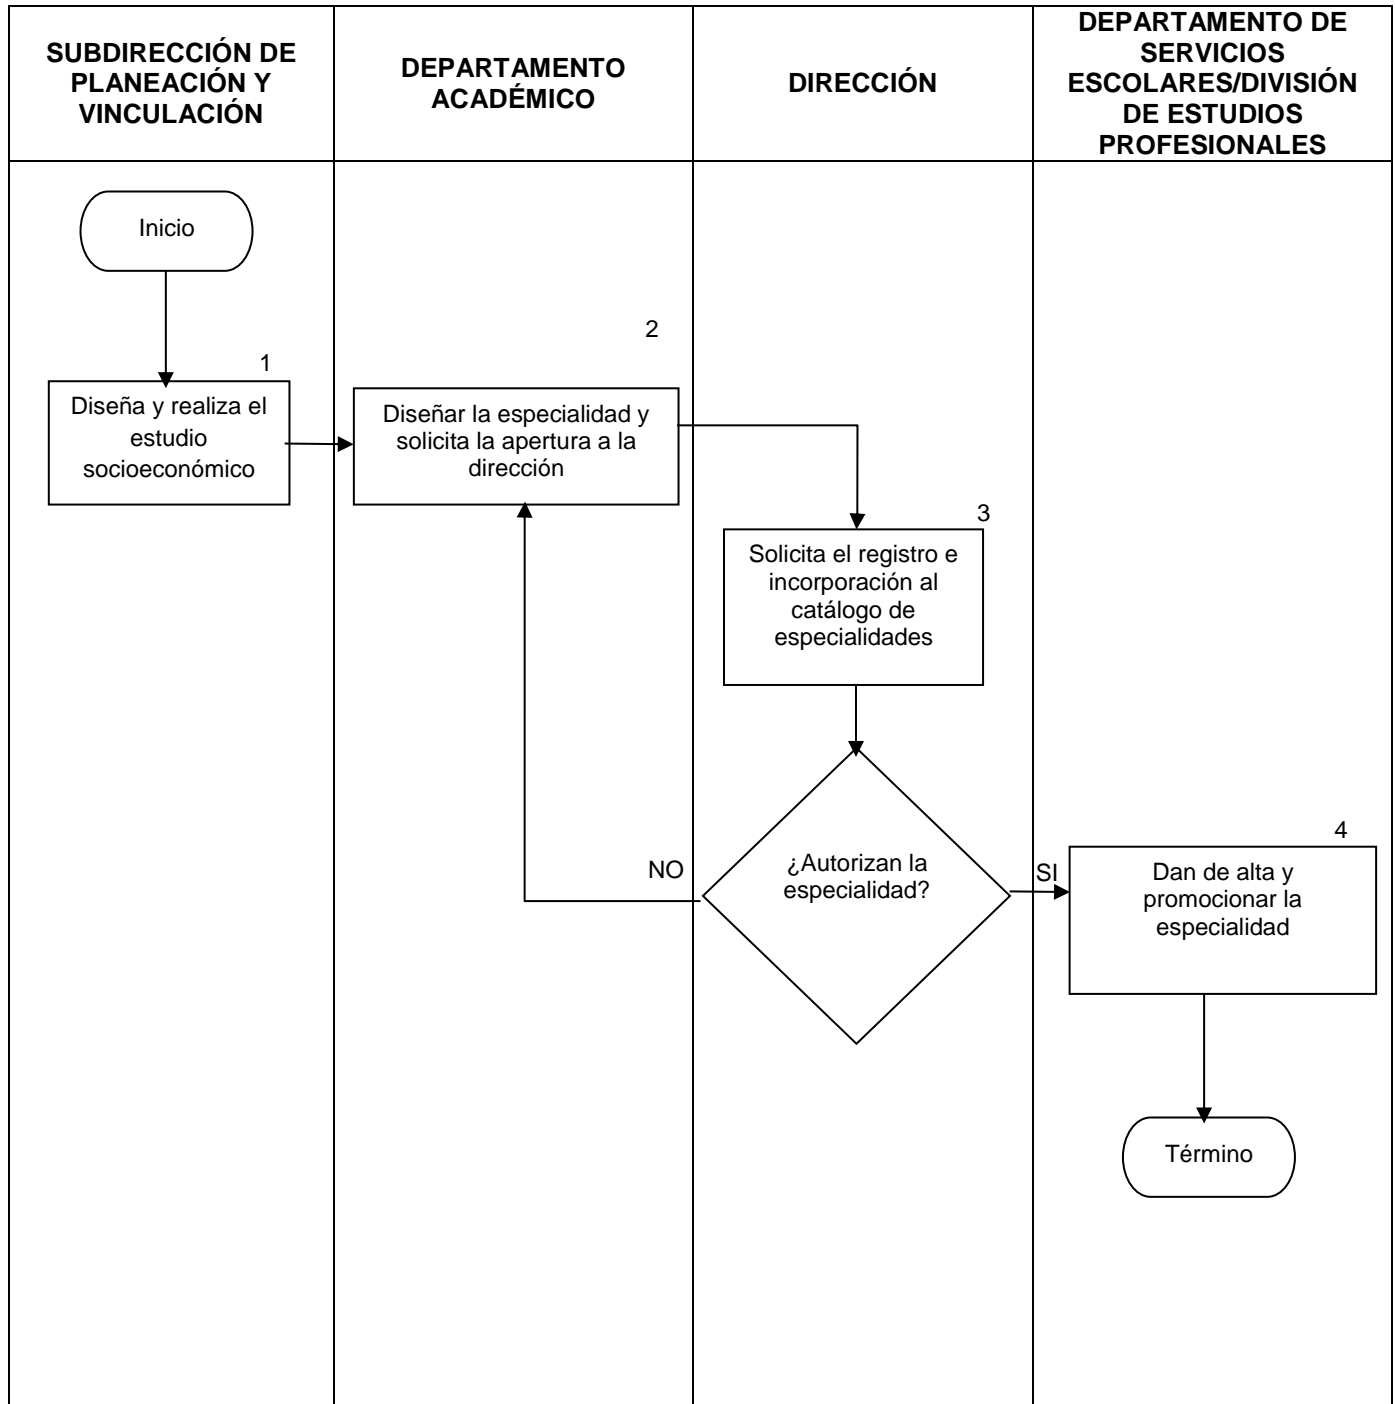 SUBDIRECCIÓN DE
PLANEACIÓN Y
VINCULACIÓN
DEPARTAMENTO
ACADÉMICO
DIRECCIÓN
DEPARTAMENTO DE
SERVICIOS
ESCOLARES/DIVISIÓN
DE ESTUDIOS
PROFESIONALES
Inicio
1
Diseña y realiza el
estudio
socioeconómico
2
Diseñar la especialidad y
solicita la apertura a la
dirección
3
Solicita el registro e
incorporación al
catálogo de
especialidades
¿Autorizan la
especialidad?
NO
SI
4
Dan de alta y
promocionar la
especialidad
Término